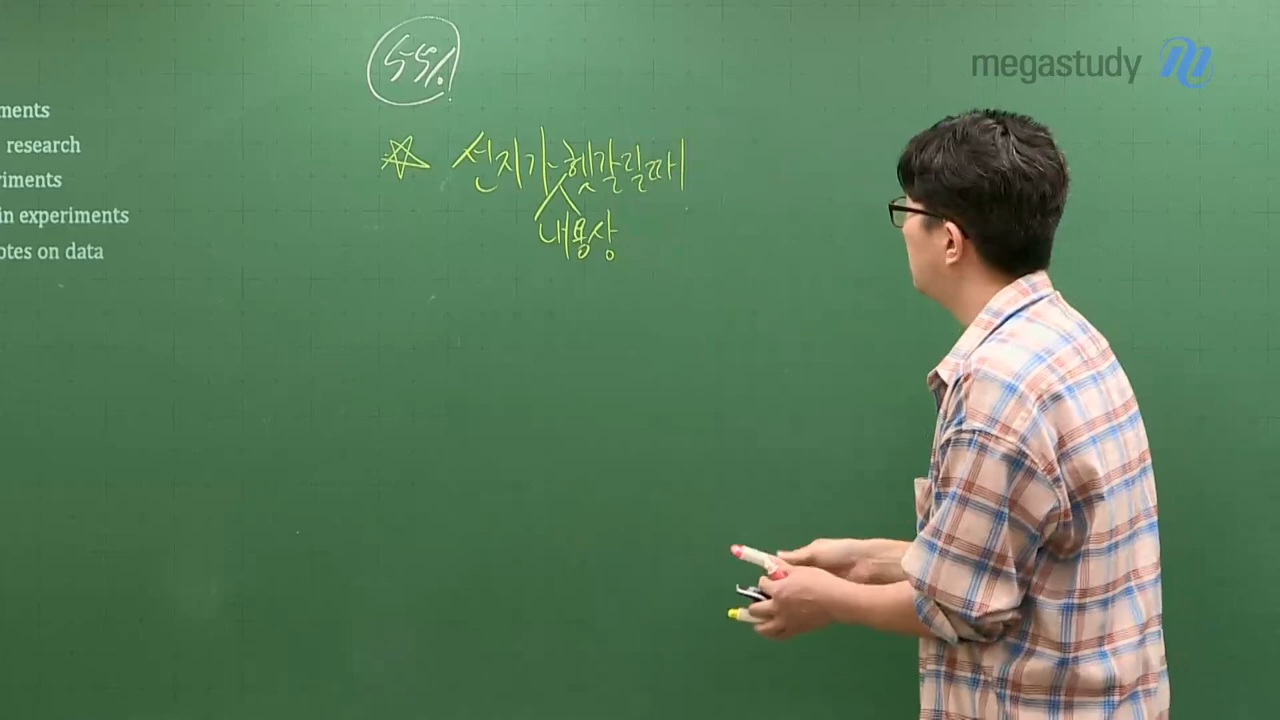 55%!
megastudy
ments
research
riments
in experiments
otes on data
☆ 선지가 헷갈릴때
내용상